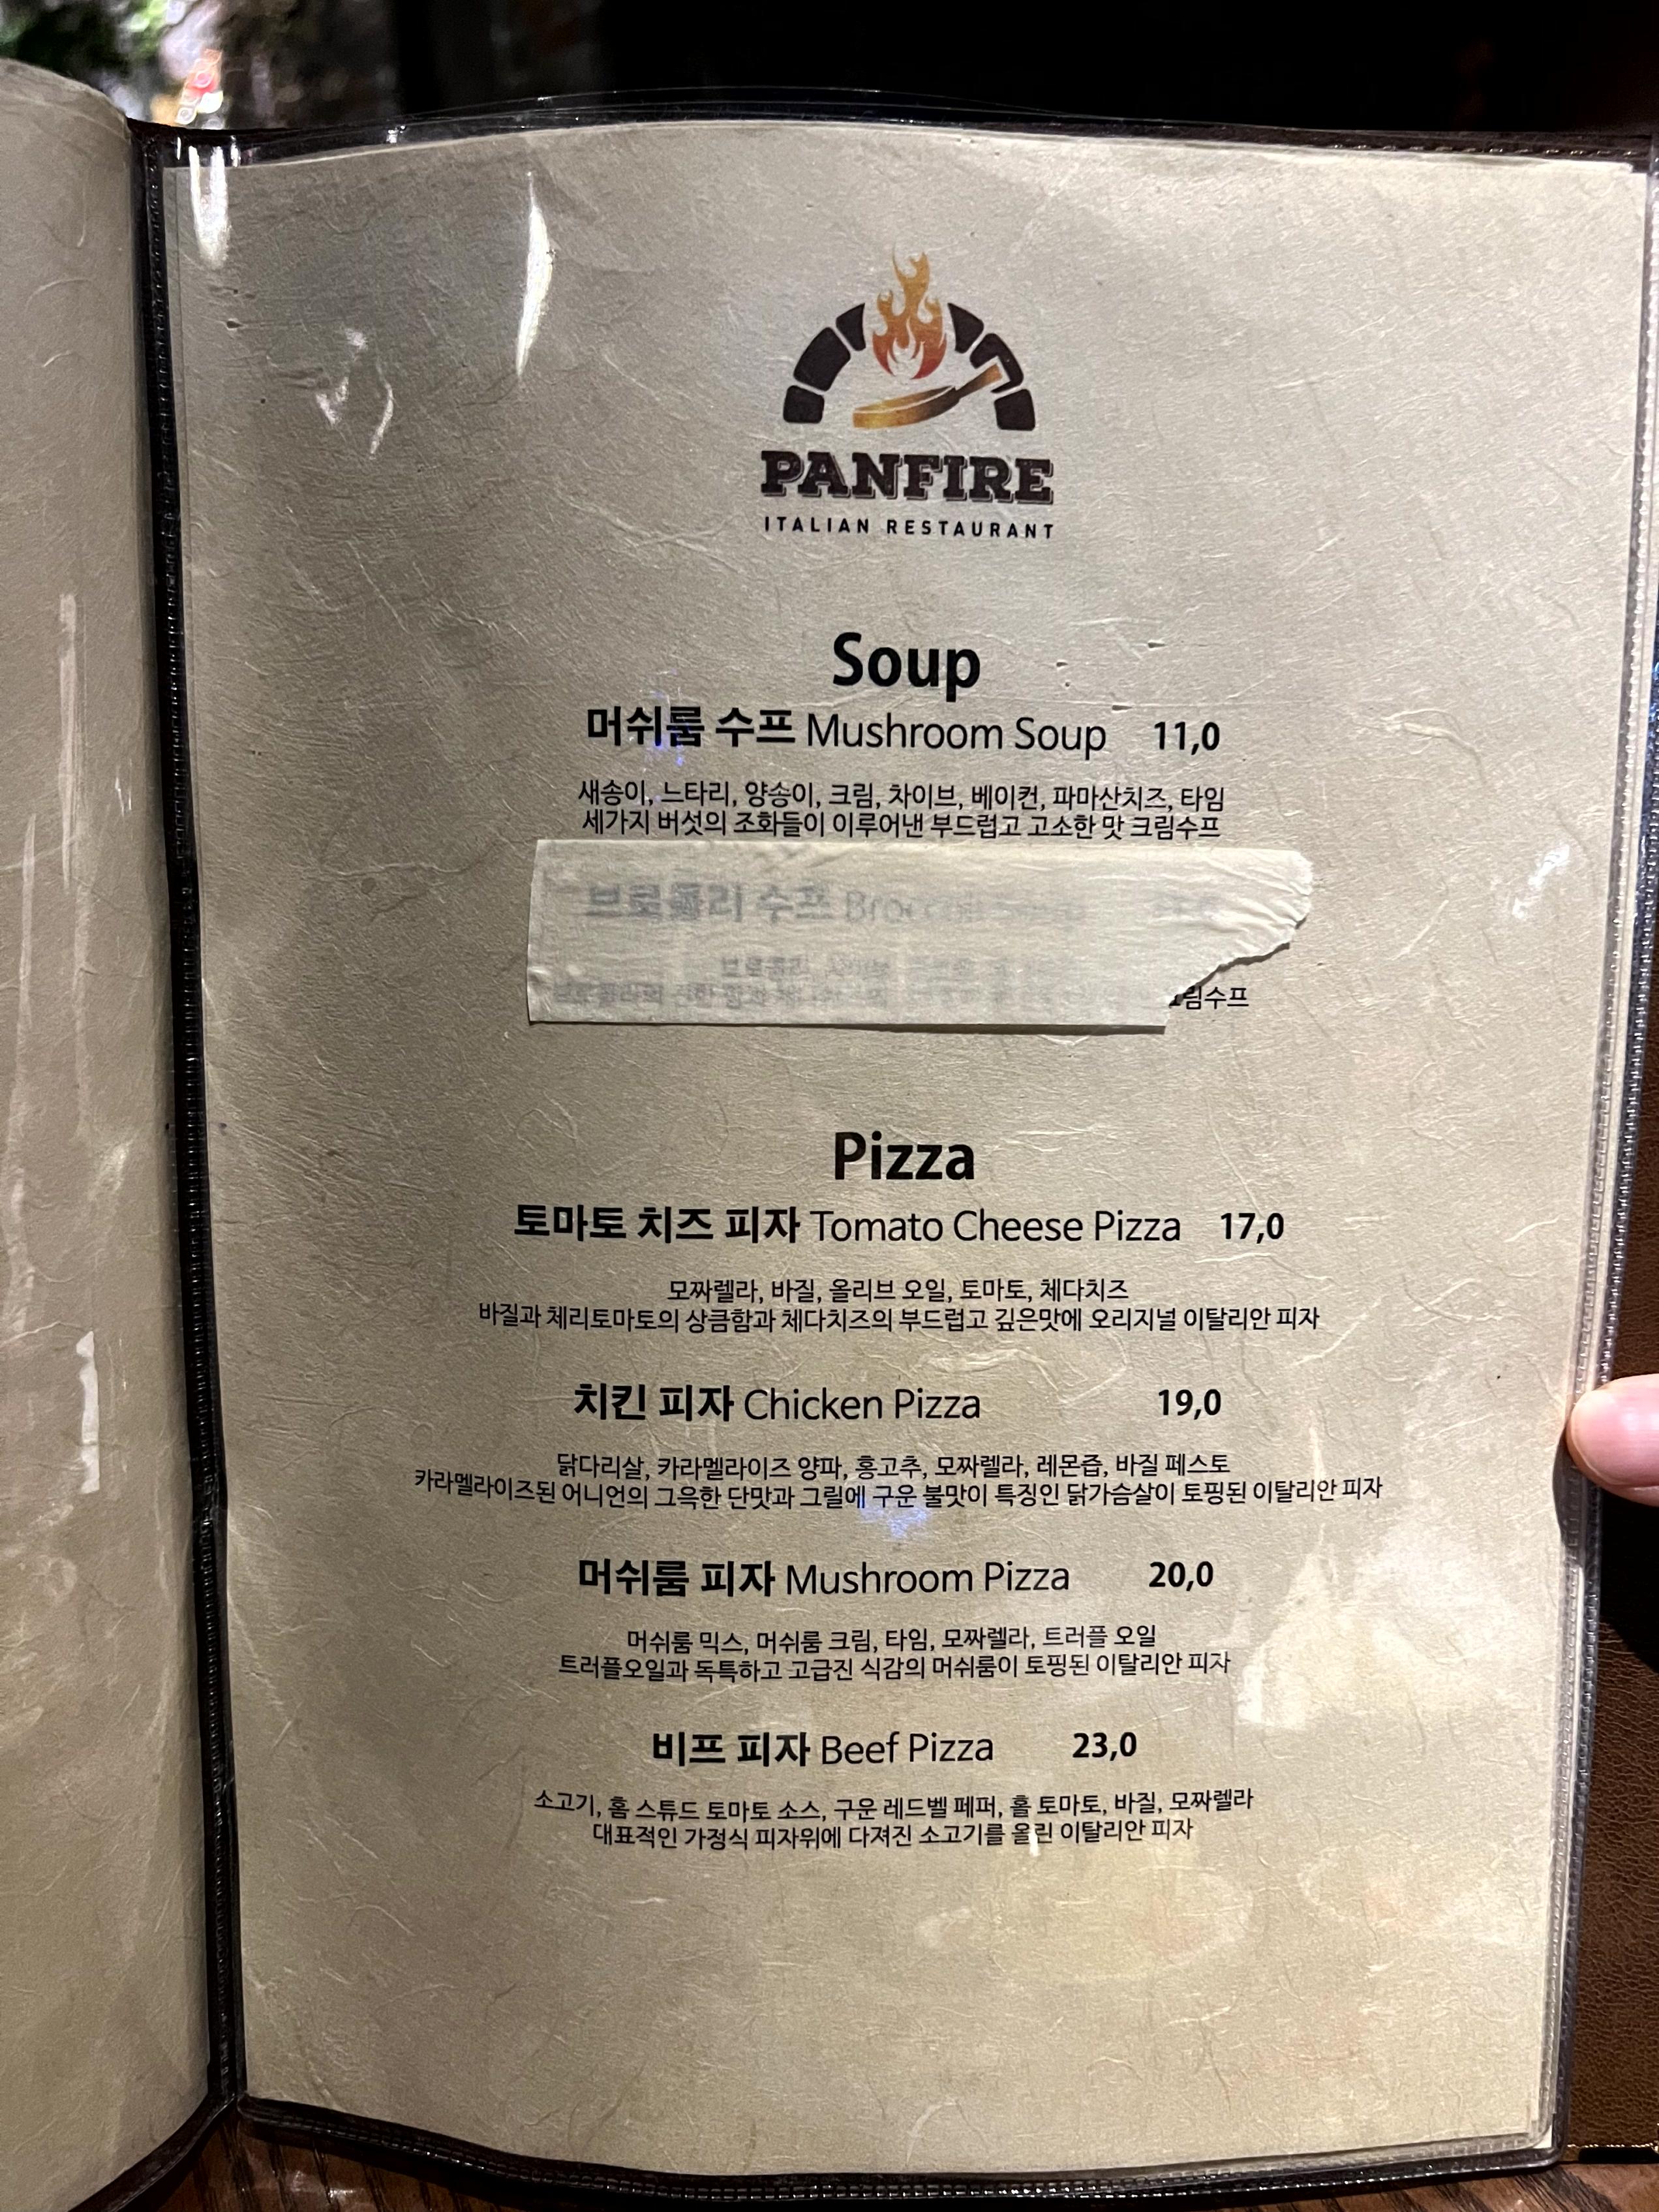 PANFIRE
ITALIAN RESTAURANT
Soup
머쉬룸 수프 Mushroom Soup 11,0
새송이, 느타리, 양송이, 크림, 차이브, 베이컨, 파마산치즈, 타임
세가지 버섯의 조화들이 이루어낸 부드럽고 고소한 맛 크림수프
브로콜리 수프
브로콜리,
크림수프
Pizza
토마토 치즈 피자 Tomato Cheese Pizza 17,0
모짜렐라, 바질, 올리브 오일, 토마토, 체다치즈
바질과 체리토마토의 상큼함과 체다치즈의 부드럽고 깊은맛에 오리지널 이탈리안 피자
치킨 피자 Chicken Pizza 19,0
닭다리살, 카라멜라이즈 양파, 홍고추, 모짜렐라, 레몬즙, 바질 페스토
카라멜라이즈된 어니언의 그윽한 단맛과 그릴에 구운 불맛이 특징인 닭가슴살이 토핑된 이탈리안 피자
머쉬룸 피자 Mushroom Pizza 20,0
머쉬룸 믹스, 머쉬룸 크림, 타임, 모짜렐라, 트러플 오일
트러플오일과 독특하고 고급진 식감의 머쉬룸이 토핑된 이탈리안 피자
비프 피자 Beef Pizza 23,0
소고기, 홈 스튜드 토마토 소스, 구운 레드벨 페퍼, 홀 토마토, 바질, 모짜렐라
대표적인 가정식 피자위에 다져진 소고기를 올린 이탈리안 피자